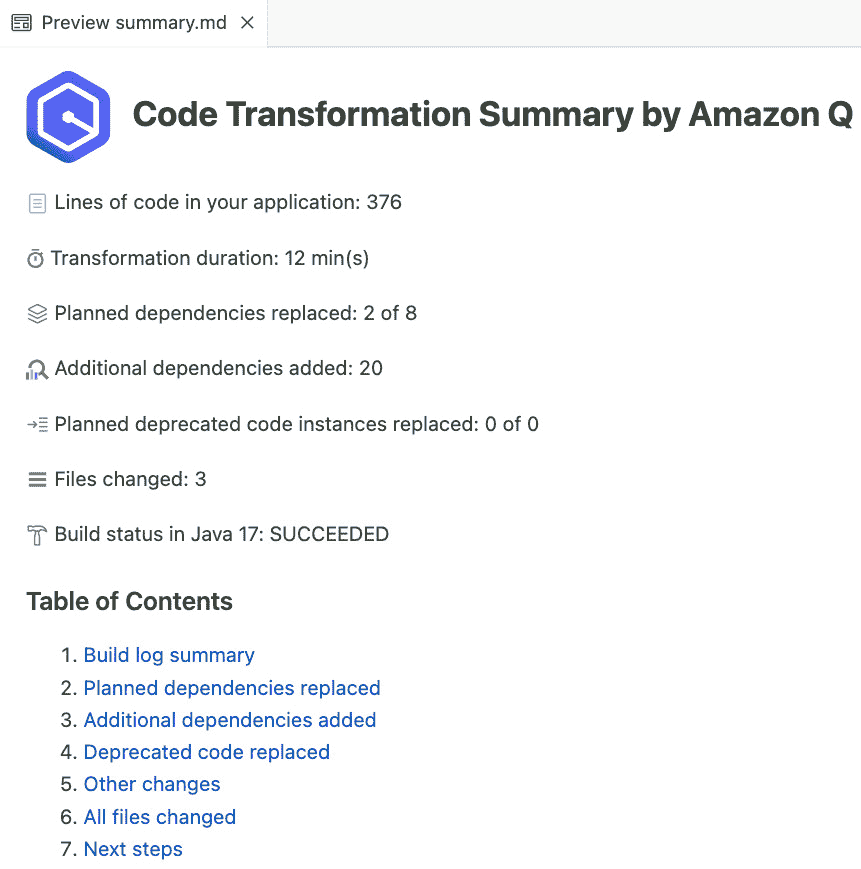 Preview summary.md
Code Transformation Summary by Amazon Q
Lines of code in your application: 376
Transformation duration: 12 min(s)
Planned dependencies replaced: 2 of 8
Additional dependencies added: 20
Planned deprecated code instances replaced: 0 of 0
Files changed: 3
Build status in Java 17: SUCCEEDED
Table of Contents
1. Build log summary
2. Planned dependencies replaced
3. Additional dependencies added
4. Deprecated code replaced
5. Other changes
6. All files changed
7. Next steps